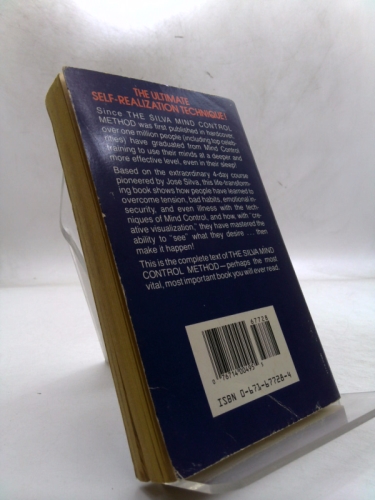 THE ULTIMATE
SELF-REALIZATION TECHNIQUE!
Since THE SILVA MIND CONTROL
METHOD was first published in hardcover,
over one million people (including top celeb-
rities) have graduated from Mind Control
training to use their minds at a deeper and
more effective level, even in their sleep!
Based on the extraordinary 4-day course
pioneered by Jose Silva, this life-transform-
ing book shows how people have learned to
overcome tension, bad habits, emotional in-
security, and even illness with the tech-
niques of Mind Control, and how, with "cre-
ative visualization," they have mastered the
ability to "see" what they desire . . . then
make it happen!
This is the complete text of THE SILVA MIND
CONTROL METHOD—perhaps the most
vital, most important book you will ever read.
67728
0 76714 00495
ISBN 0-671-67728-4